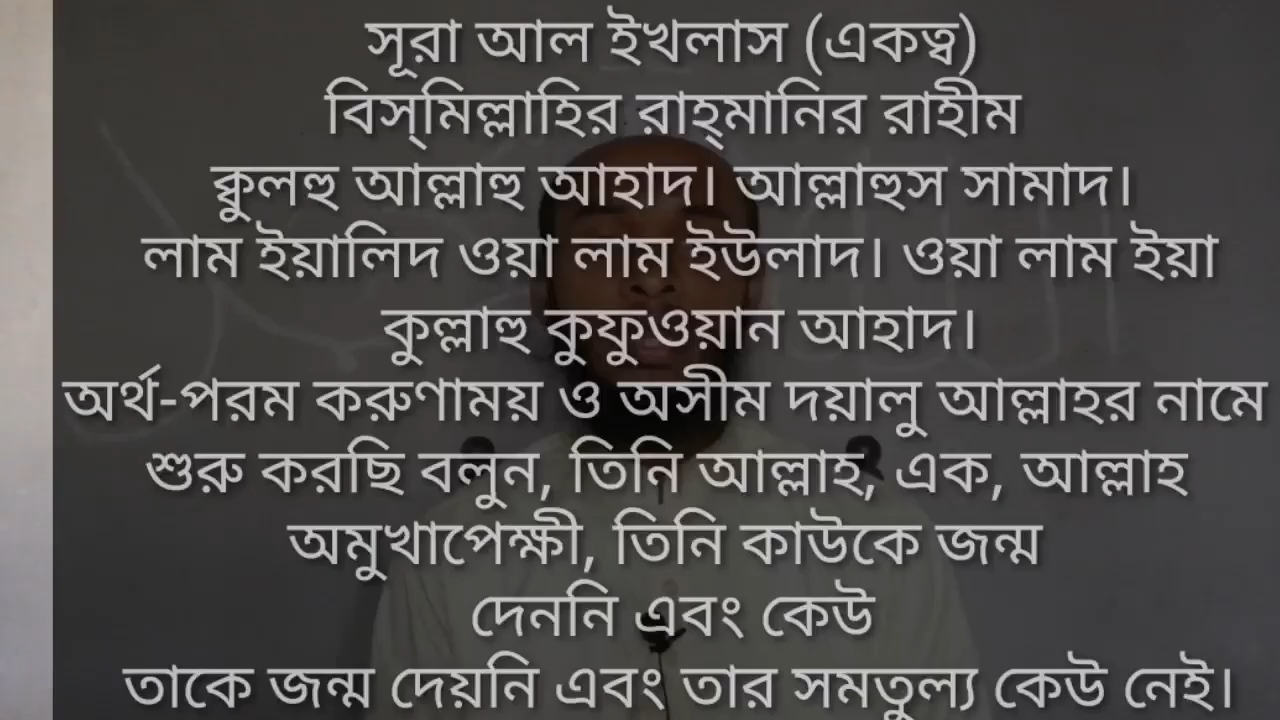 সূরা আল ইখলাস (একত্ব)
বিস্‌মিল্লাহির রাহ্‌মানির রাহীম
ক্বুলহু আল্লাহু আহাদ। আল্লাহুস সামাদ।
লাম ইয়ালিদ ওয়া লাম ইউলাদ। ওয়া লাম ইয়া
কুল্লাহু কুফুওয়ান আহাদ।
অর্থ-পরম করুণাময় ও অসীম দয়ালু আল্লাহর নামে
শুরু করছি বলুন, তিনি আল্লাহ, এক, আল্লাহ
অমুখাপেক্ষী, তিনি কাউকে জন্ম
দেননি এবং কেউ
তাকে জন্ম দেয়নি এবং তার সমতুল্য কেউ নেই।